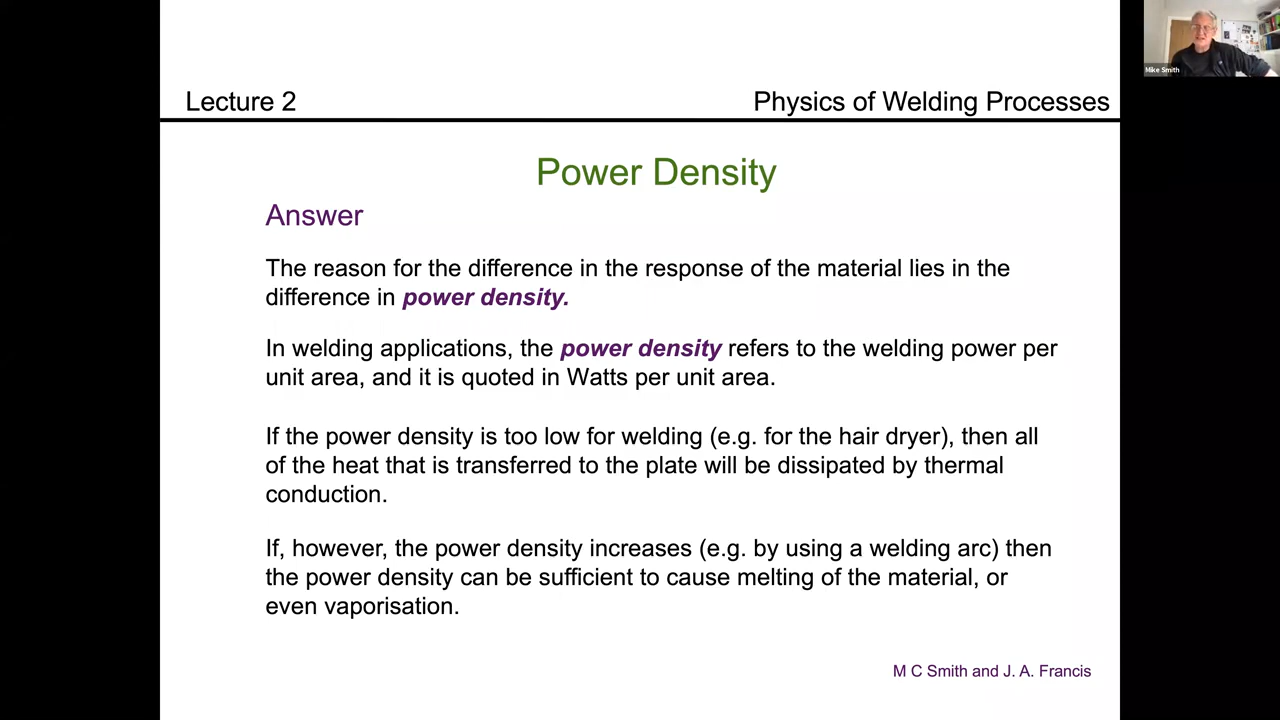 Mike Smith
Lecture 2
Physics of Welding Processes
Power Density
Answer
The reason for the difference in the response of the material lies in the
difference in power density.
In welding applications, the power density refers to the welding power per
unit area, and it is quoted in Watts per unit area.
If the power density is too low for welding (e.g. for the hair dryer), then all
of the heat that is transferred to the plate will be dissipated by thermal
conduction.
If, however, the power density increases (e.g. by using a welding arc) then
the power density can be sufficient to cause melting of the material, or
even vaporisation.
M C Smith and J. A. Francis